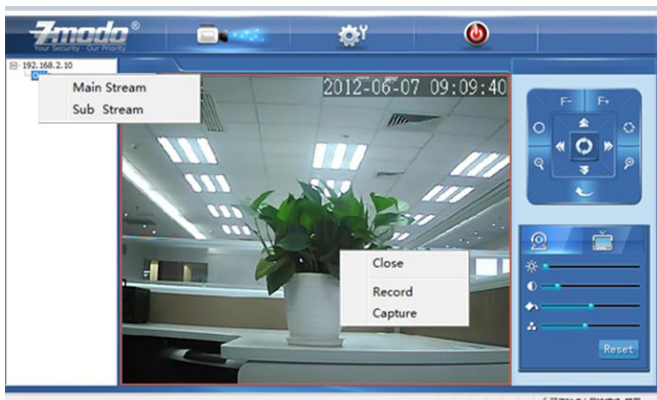 Zmodo®
Your Security - Our Priority
192.168.2.10
Main Stream
Sub Stream
2012-06-07 09:09:40
F- F+
Close
Record
Capture
Reset